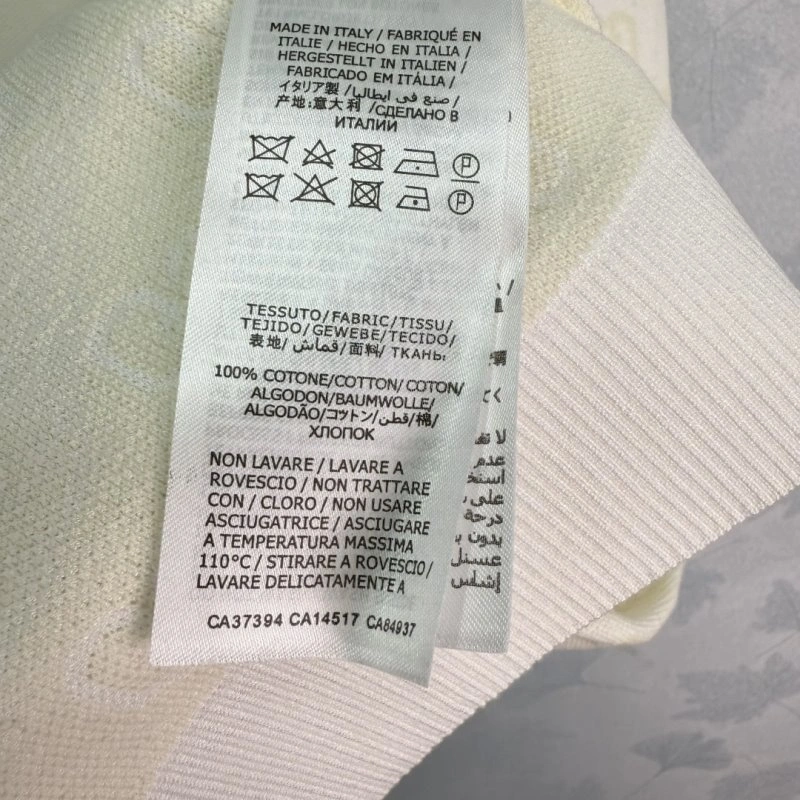 MADE IN ITALY / FABRIQUÉ EN
ITALIE / HECHO EN ITALIA /
HERGESTELLT IN ITALIEN /
FABRICADO EM ITÁLIA /
イタリア製 /صنع في ايطاليا/
产地:意大利 /СДЕЛАНО В
ИТАЛИИ
P
P
TESSUTO/FABRIC/TISSU/
TEJIDO/GEWEBE/TECIDO/
表地/قماش/面料/ ТКАНЬ:
100% COTONE/COTTON/COTON/
ALGODON/BAUMWOLLE/
ALGODÃO/コットン/قطن/棉/
ХЛОПОК
NON LAVARE / LAVARE A
ROVESCIO / NON TRATTARE
CON / CLORO / NON USARE
ASCIUGATRICE / ASCIUGARE
A TEMPERATURA MASSIMA
110°C / STIRARE A ROVESCIO/
LAVARE DELICATAMENTE A
CA37394 CA14517 CA84937
عدم
على
درجة
بدون